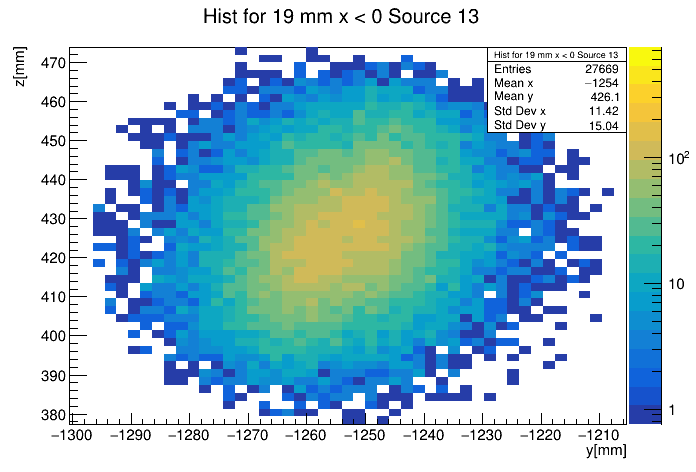 Hist for 19 mm x < 0 Source 13
z[mm]
470
460
450
440
430
420
410
400
390
380
Hist for 19 mm x < 0 Source 13
Entries 27669
Mean x −1254
Mean y 426.1
Std Dev x 11.42
Std Dev y 15.04
10²
10
1
−1300 −1290 −1280 −1270 −1260 −1250 −1240 −1230 −1220 −1210
y[mm]